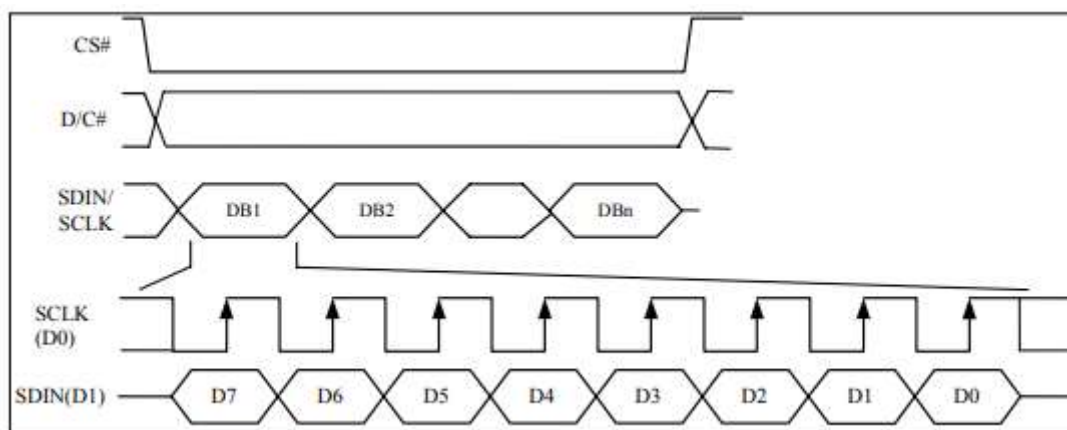 CS#
D/C#
SDIN/
SCLK
DB1 DB2 DBn
SCLK
(D0)
SDIN(D1) D7 D6 D5 D4 D3 D2 D1 D0